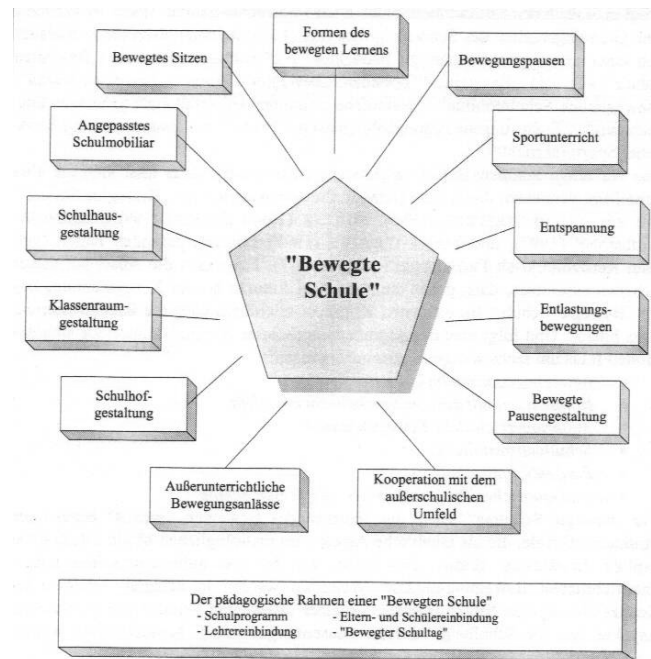 Formen des
bewegten Lernens
Bewegtes Sitzen
Bewegungspausen
Angepasstes
Schulmobiliar
Sportunterricht
Schulhaus-
gestaltung
Entspannung
"Bewegte
Schule"
Klassenraum-
gestaltung
Entlastungs-
bewegungen
Schulhof-
gestaltung
Bewegte
Pausengestaltung
Außerunterrichtliche
Bewegungsanlässe
Kooperation mit dem
außerschulischen
Umfeld
Der pädagogische Rahmen einer "Bewegten Schule"
- Schulprogramm - Eltern- und Schülereinbindung
- Lehrereinbindung - "Bewegter Schultag"